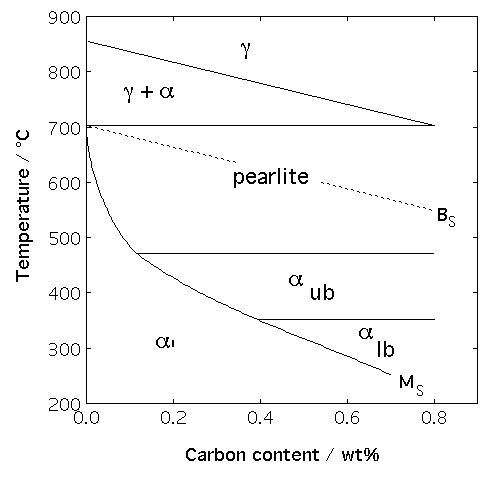 900
γ
800
γ + α
700
pearlite
600
B_S
500
α ub
400
α lb
α'
300
M_S
200
0.0 0.2 0.4 0.6 0.8
Temperature / °C
Carbon content / wt%